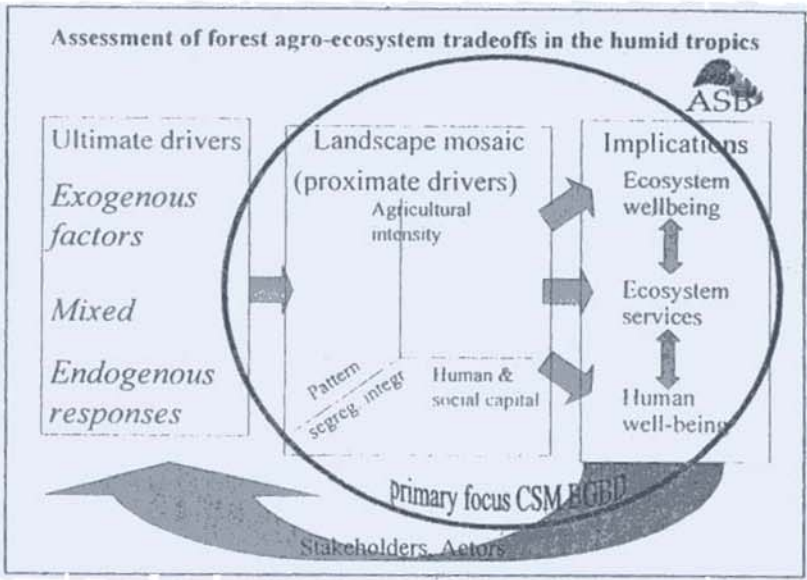 Assessment of forest agro-ecosystem tradeoffs in the humid tropics
ASB
Ultimate drivers
Exogenous
factors
Mixed
Endogenous
responses
Landscape mosaic
(proximate drivers)
Agricultural
intensity
Pattern
segreg. integr
Human &
social capital
Implications
Ecosystem
wellbeing
Ecosystem
services
Human
well-being
primary focus CSM EGBD
Stakeholders, Actors